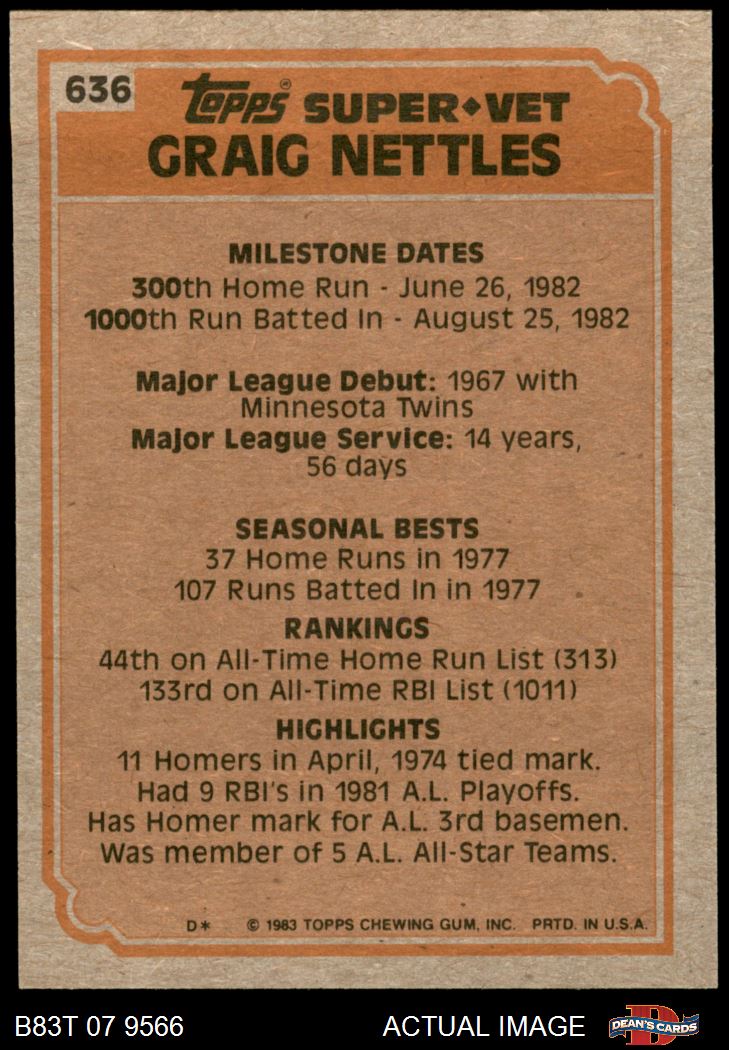 636
Topps® SUPER◆VET
GRAIG NETTLES
MILESTONE DATES
300th Home Run - June 26, 1982
1000th Run Batted In - August 25, 1982
Major League Debut: 1967 with
Minnesota Twins
Major League Service: 14 years,
56 days
SEASONAL BESTS
37 Home Runs in 1977
107 Runs Batted In in 1977
RANKINGS
44th on All-Time Home Run List (313)
133rd on All-Time RBI List (1011)
HIGHLIGHTS
11 Homers in April, 1974 tied mark.
Had 9 RBI's in 1981 A.L. Playoffs.
Has Homer mark for A.L. 3rd basemen.
Was member of 5 A.L. All-Star Teams.
D* © 1983 TOPPS CHEWING GUM, INC. PRTD. IN U.S.A.
B83T 07 9566 ACTUAL IMAGE DEAN'S CARDS